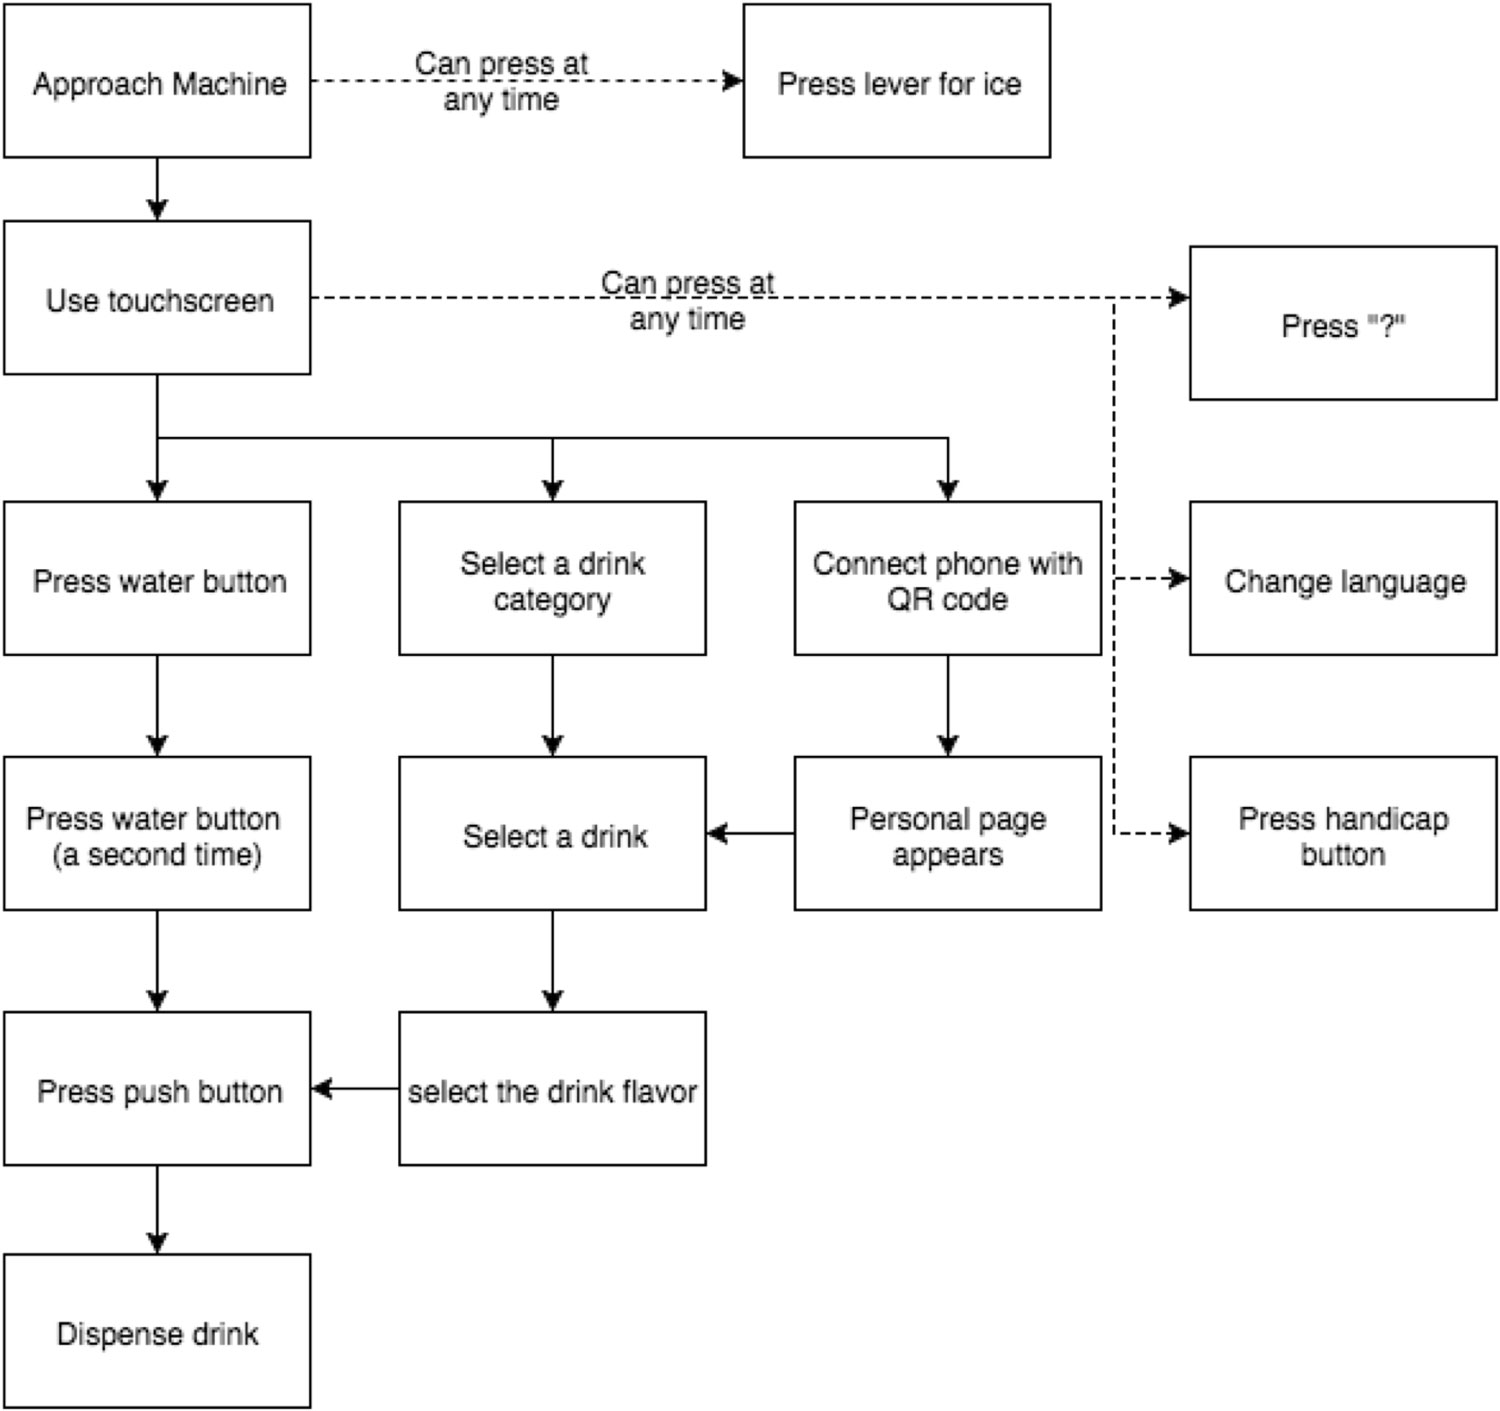 Approach Machine
Can press at
any time
Press lever for ice
Use touchscreen
Can press at
any time
Press "?"
Press water button
Select a drink
category
Connect phone with
QR code
Change language
Press water button
(a second time)
Select a drink
Personal page
appears
Press handicap
button
Press push button
select the drink flavor
Dispense drink